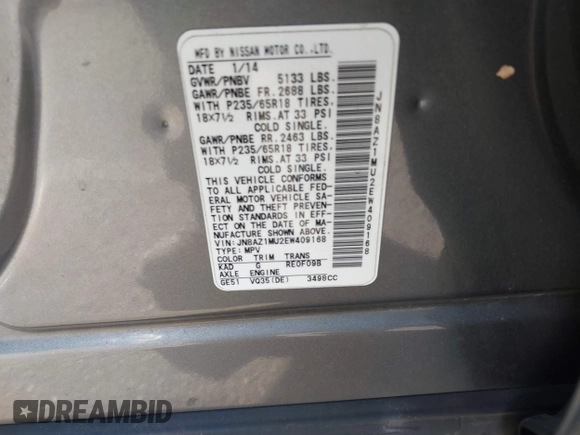 MFD BY NISSAN MOTOR CO.,LTD.
DATE 1/14
GVWR/PNBV 5133 LBS.
GAWR/PNBE FR. 2688 LBS.
WITH P235/65R18 TIRES.
18X7½ RIMS.AT 33 PSI
COLD SINGLE.
GAWR/PNBE RR. 2463 LBS.
WITH P235/65R18 TIRES.
18X7½ RIMS.AT 33 PSI
COLD SINGLE.
THIS VEHICLE CONFORMS
TO ALL APPLICABLE FED-
ERAL MOTOR VEHICLE SA-
FETY AND THEFT PREVEN-
TION STANDARDS IN EFF-
ECT ON THE DATE OF MA-
NUFACTURE SHOWN ABOVE.
VIN:JN8AZ1MU2EW409168
TYPE: MPV
COLOR TRIM TRANS
KAD G RE0F09B
AXLE ENGINE
GE51 VQ35(DE) 3498CC
JN8AZ1MU2EW409168
DREAMBID